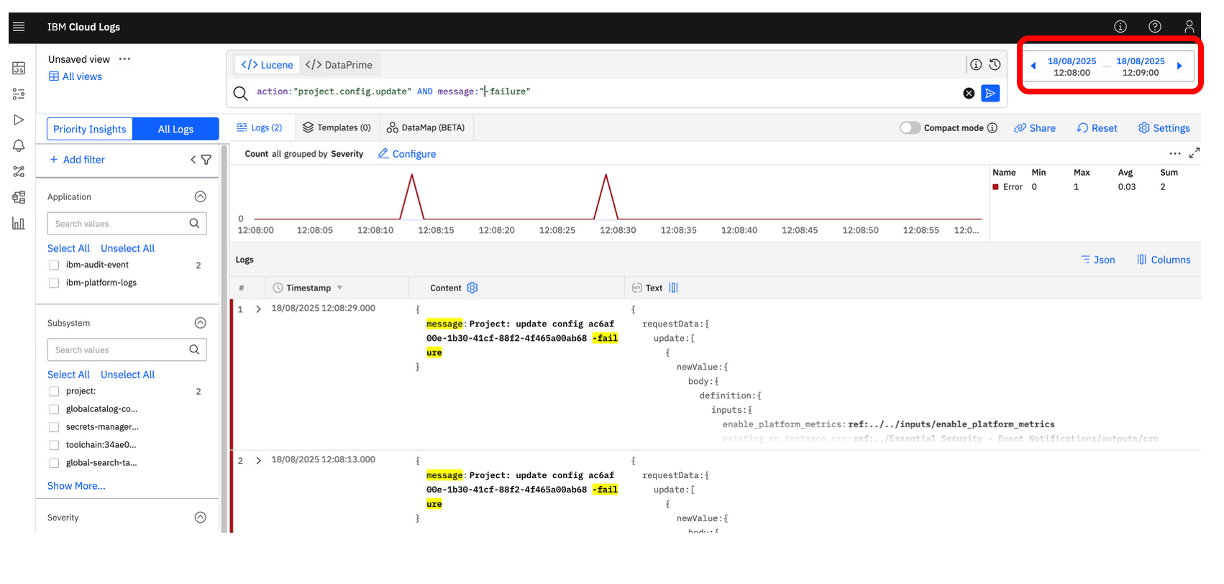 IBM Cloud Logs
Unsaved view ...
All views
</> Lucene </> DataPrime
action:"project.config.update" AND message:"-failure"
18/08/2025 — 18/08/2025
12:08:00 12:09:00
Priority Insights All Logs
Logs (2) Templates (0) DataMap (BETA)
Compact mode Share Reset Settings
+ Add filter
Count all grouped by Severity Configure
Name Min Max Avg Sum
Error 0 1 0.03 2
0
12:08:00 12:08:05 12:08:10 12:08:15 12:08:20 12:08:25 12:08:30 12:08:35 12:08:40 12:08:45 12:08:50 12:08:55 12:0...
Application
Search values
Select All Unselect All
ibm-audit-event 2
ibm-platform-logs
Subsystem
Search values
Select All Unselect All
project: 2
globalcatalog-co...
secrets-manager...
toolchain:34ae0...
global-search-ta...
Show More...
Severity
Logs
Json Columns
# Timestamp Content Text
1 18/08/2025 12:08:29.000
{
message:Project: update config ac6af
00e-1b30-41cf-88f2-4f465a00ab68 -fail
ure
}
{
requestData:{
update:[
{
newValue:{
body:{
definition:{
inputs:{
enable_platform_metrics:ref:../../inputs/enable_platform_metrics
existing_en_instance_crn:ref:../Essential Security - Event Notifications/outputs/crn
2 18/08/2025 12:08:13.000
{
message:Project: update config ac6af
00e-1b30-41cf-88f2-4f465a00ab68 -fail
ure
}
{
requestData:{
update:[
{
newValue:{
body:{